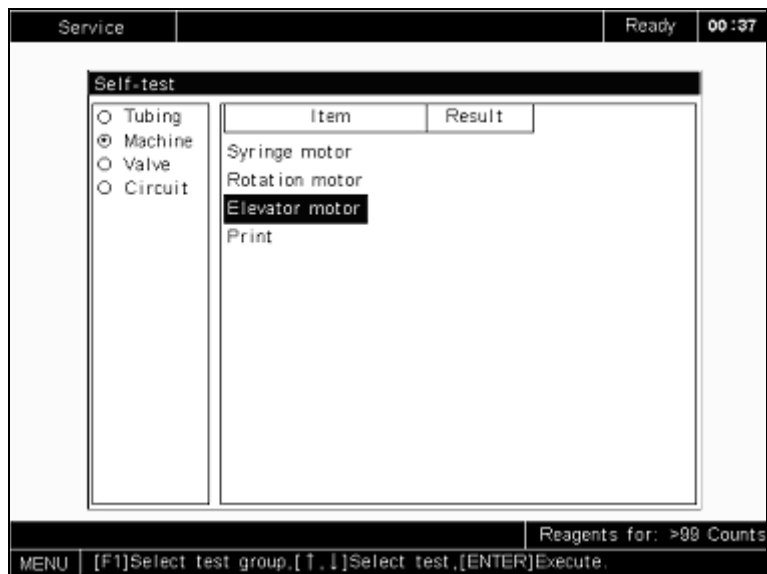 Service Ready 00:37
Self-test
Tubing
Machine
Valve
Circuit
Item Result
Syringe motor
Rotation motor
Elevator motor
Print
Reagents for: >99 Counts
MENU [F1]Select test group,[↑,↓]Select test,[ENTER]Execute.